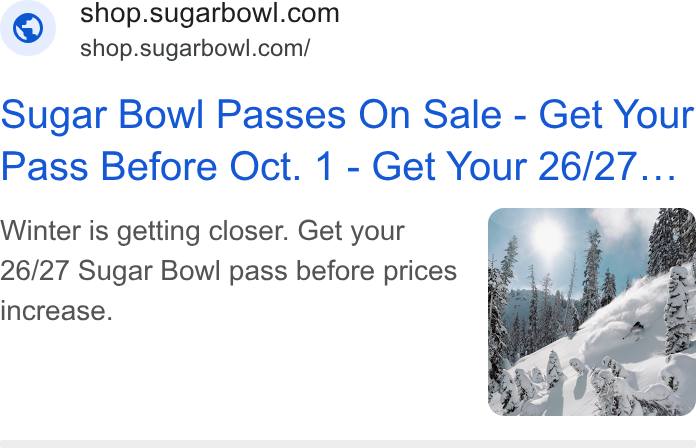 shop.sugarbowl.com
shop.sugarbowl.com/
Sugar Bowl Passes On Sale - Get Your
Pass Before Oct. 1 - Get Your 26/27…
Winter is getting closer. Get your
26/27 Sugar Bowl pass before prices
increase.